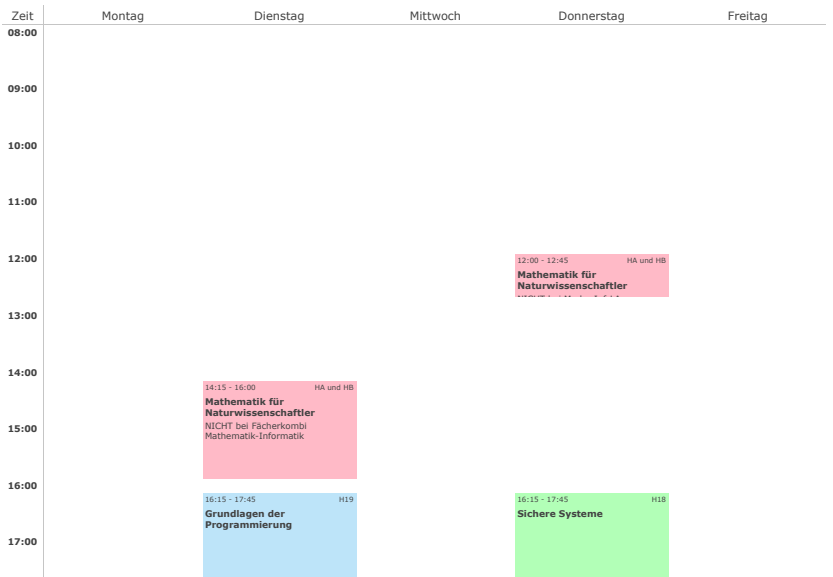 Zeit Montag Dienstag Mittwoch Donnerstag Freitag
08:00
09:00
10:00
11:00
12:00
12:00 - 12:45 HA und HB
Mathematik für
Naturwissenschaftler
13:00
14:00
14:15 - 16:00 HA und HB
Mathematik für
Naturwissenschaftler
NICHT bei Fächerkombi
Mathematik-Informatik
15:00
16:00
16:15 - 17:45 H19
Grundlagen der
Programmierung
16:15 - 17:45 H18
Sichere Systeme
17:00